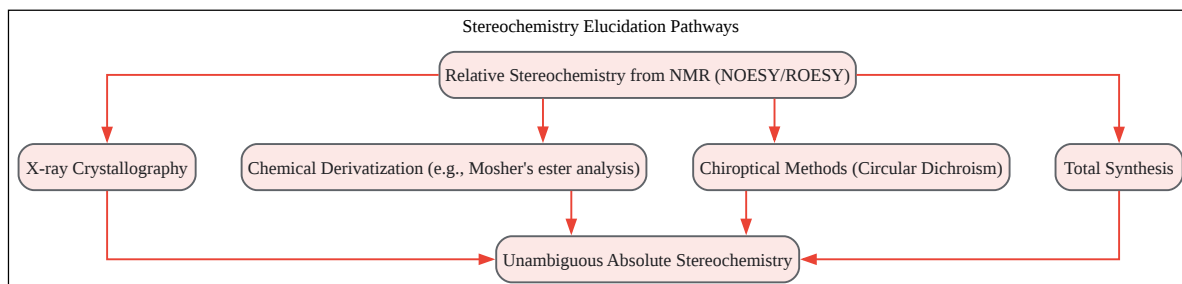 Stereochemistry Elucidation Pathways
Relative Stereochemistry from NMR (NOESY/ROESY)
X-ray Crystallography
Chemical Derivatization (e.g., Mosher's ester analysis)
Chiroptical Methods (Circular Dichroism)
Total Synthesis
Unambiguous Absolute Stereochemistry